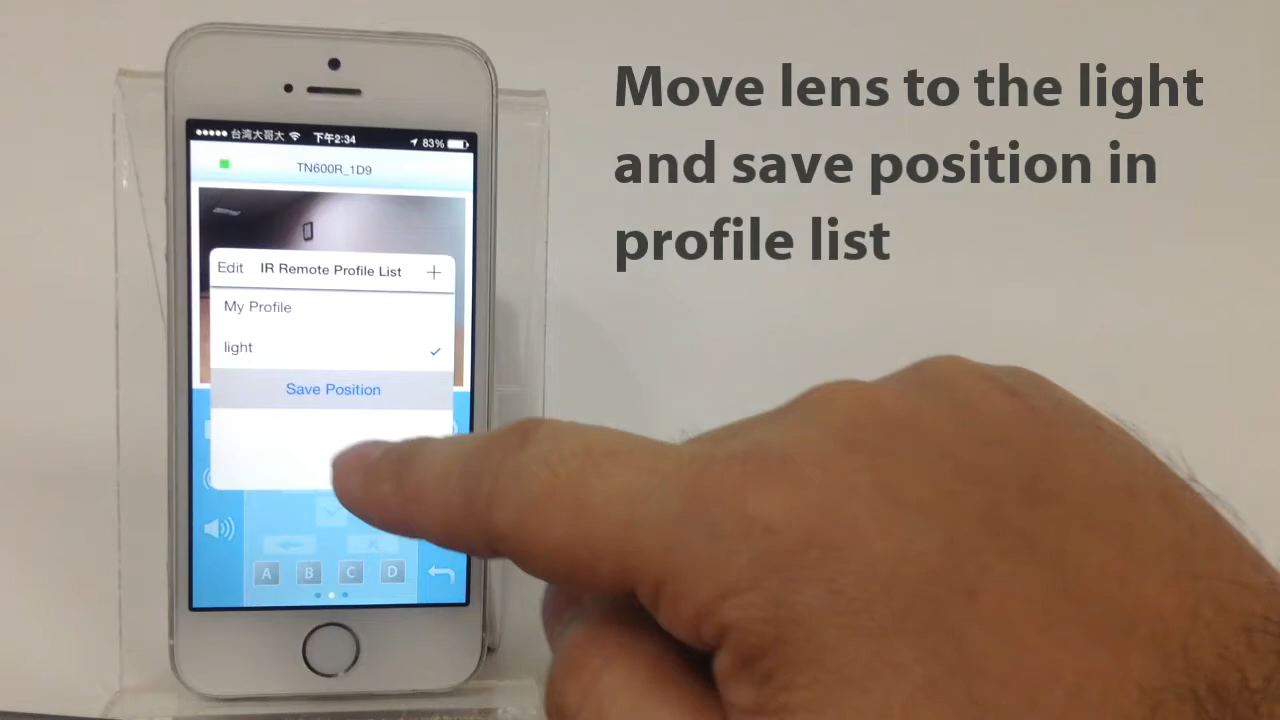 Move lens to the light
and save position in
profile list
台湾大哥大 下午2:34 83%
TN600R_1D9
Edit IR Remote Profile List +
My Profile
light
Save Position
A B C D